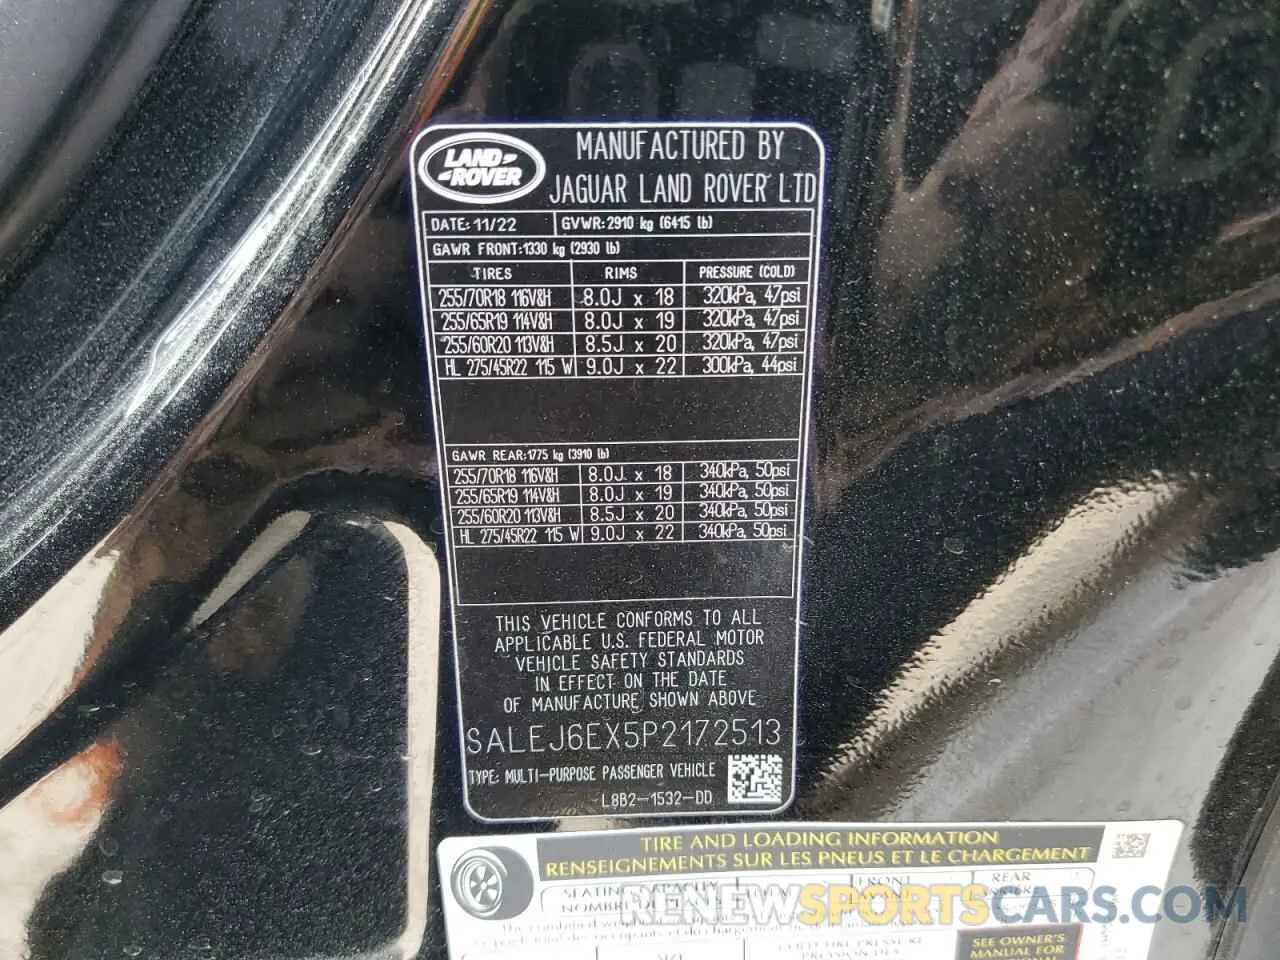 LAND ROVER
MANUFACTURED BY
JAGUAR LAND ROVER LTD
DATE: 11/22 GVWR: 2910 kg (6415 lb)
GAWR FRONT: 1330 kg (2930 lb)
TIRES RIMS PRESSURE (COLD)
255/70R18 116V&H 8.0J x 18 320kPa, 47psi
255/65R19 114V&H 8.0J x 19 320kPa, 47psi
255/60R20 113V&H 8.5J x 20 320kPa, 47psi
HL 275/45R22 115 W 9.0J x 22 300kPa, 44psi
GAWR REAR: 1775 kg (3910 lb)
255/70R18 116V&H 8.0J x 18 340kPa, 50psi
255/65R19 114V&H 8.0J x 19 340kPa, 50psi
255/60R20 113V&H 8.5J x 20 340kPa, 50psi
HL 275/45R22 115 W 9.0J x 22 340kPa, 50psi
THIS VEHICLE CONFORMS TO ALL
APPLICABLE U.S. FEDERAL MOTOR
VEHICLE SAFETY STANDARDS
IN EFFECT ON THE DATE
OF MANUFACTURE SHOWN ABOVE
SALEJ6EX5P2172513
TYPE: MULTI-PURPOSE PASSENGER VEHICLE
L8B2-1532-DD
TIRE AND LOADING INFORMATION
RENSEIGNEMENTS SUR LES PNEUS ET LE CHARGEMENT
SEATING CAPACITY FRONT REAR
NOMBRE
RENEWSPORTSCARS.COM
The combined
SEE OWNER'S
MANUAL FOR